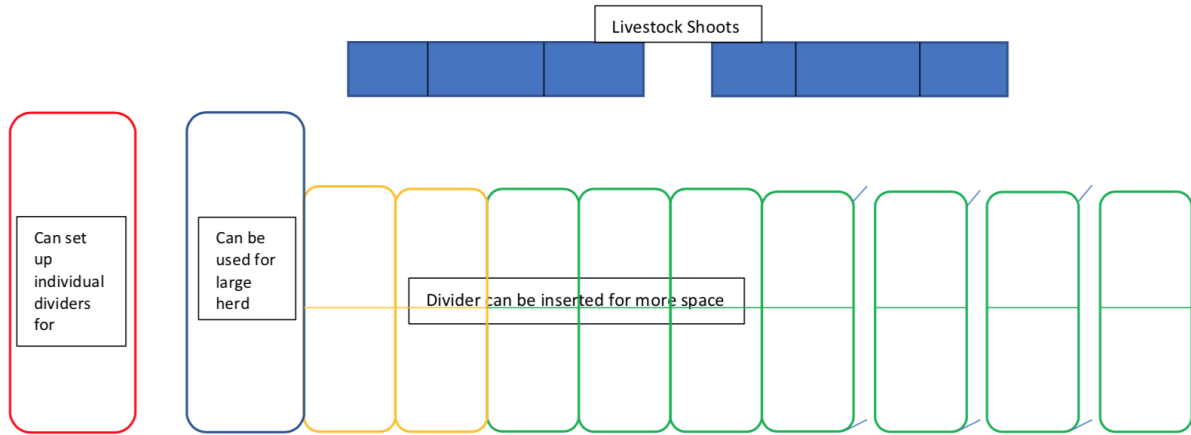 Livestock Shoots
Can set
up
individual
dividers
for
Can be
used for
large
herd
Divider can be inserted for more space